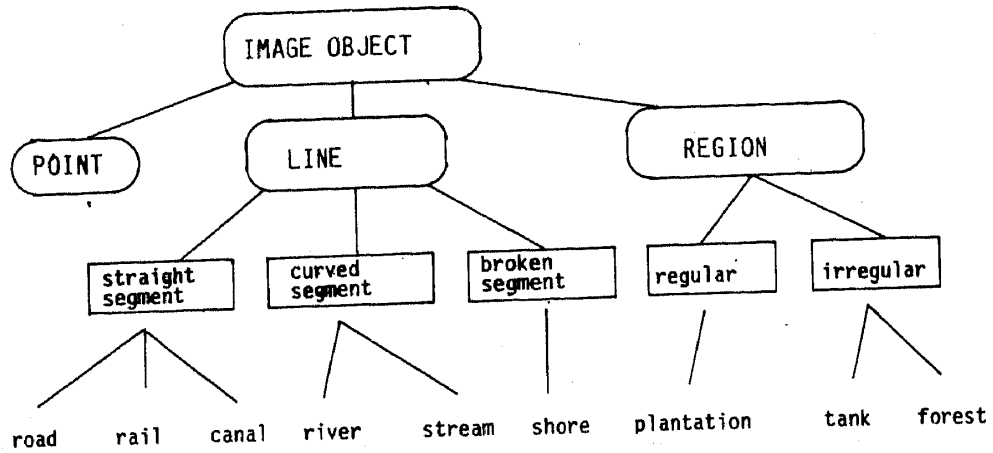 IMAGE OBJECT
POINT
LINE
REGION
straight
segment
curved
segment
broken
segment
regular
irregular
road
rail
canal
river
stream
shore
plantation
tank
forest